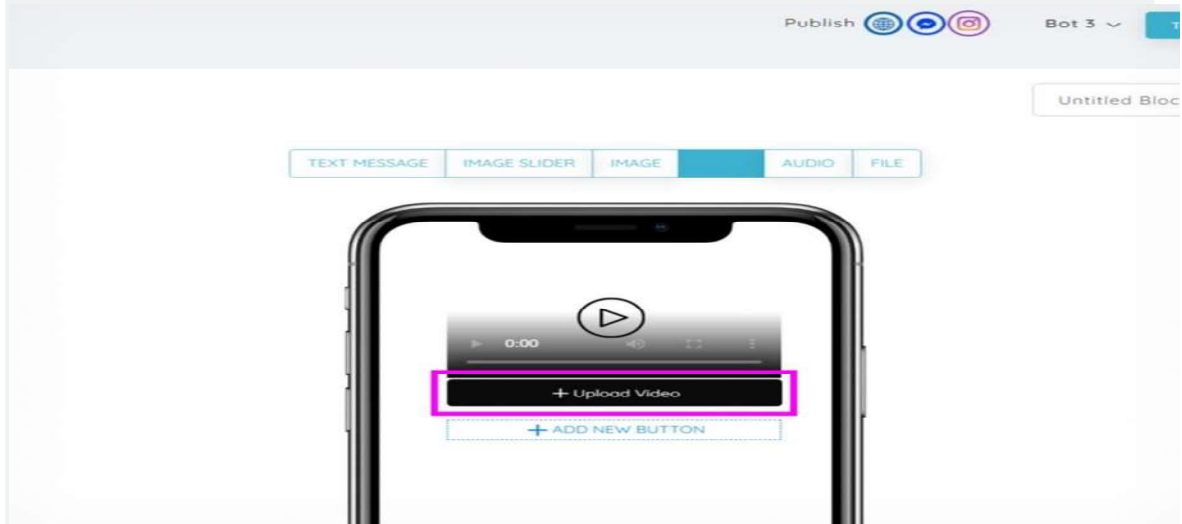 Publish
Bot 3
T
Untitled Bloc
TEXT MESSAGE
IMAGE SLIDER
IMAGE
AUDIO
FILE
0:00
+ Upload Video
+ ADD NEW BUTTON